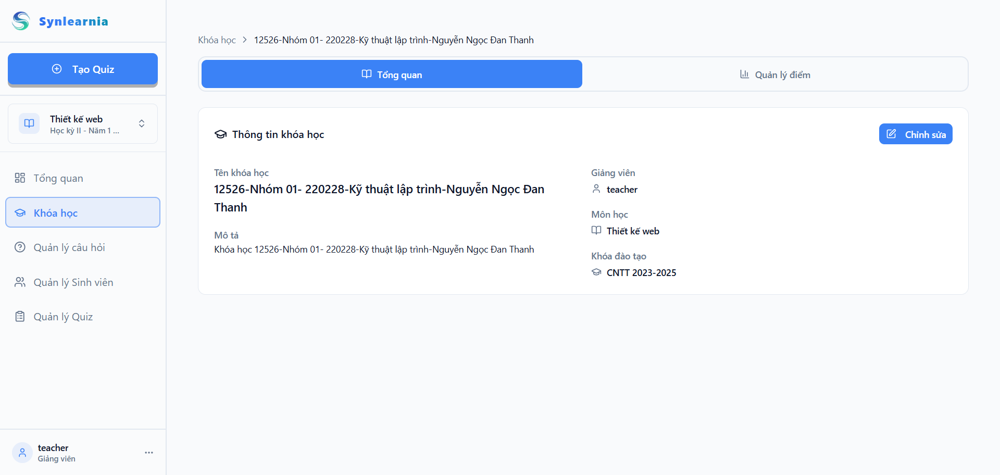 Synlearnia
Tạo Quiz
Thiết kế web
Học kỳ II - Năm 1 ...
Tổng quan
Khóa học
Quản lý câu hỏi
Quản lý Sinh viên
Quản lý Quiz
teacher
Giảng viên
Khóa học > 12526-Nhóm 01- 220228-Kỹ thuật lập trình-Nguyễn Ngọc Đan Thanh
Tổng quan
Quản lý điểm
Thông tin khóa học
Chỉnh sửa
Tên khóa học
12526-Nhóm 01- 220228-Kỹ thuật lập trình-Nguyễn Ngọc Đan
Thanh
Mô tả
Khóa học 12526-Nhóm 01- 220228-Kỹ thuật lập trình-Nguyễn Ngọc Đan Thanh
Giảng viên
teacher
Môn học
Thiết kế web
Khóa đào tạo
CNTT 2023-2025